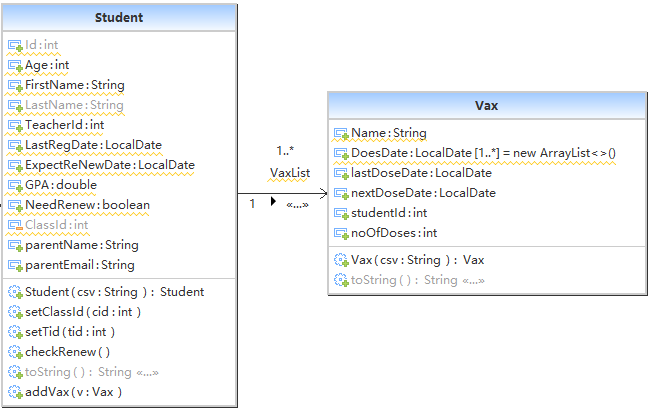 Student
Id:int
Age:int
FirstName:String
LastName:String
TeacherId:int
LastRegDate:LocalDate
ExpectReNewDate:LocalDate
GPA:double
NeedRenew:boolean
ClassId:int
parentName:String
parentEmail:String
Student(csv:String): Student
setClassId(cid:int)
setTid(tid:int)
checkRenew()
toString(): String «...»
addVax(v:Vax)
1..*
VaxList
1
«...»
Vax
Name:String
DoesDate:LocalDate[1..*] = new ArrayList<>()
lastDoseDate:LocalDate
nextDoseDate:LocalDate
studentId:int
noOfDoses:int
Vax(csv:String): Vax
toString(): String «...»